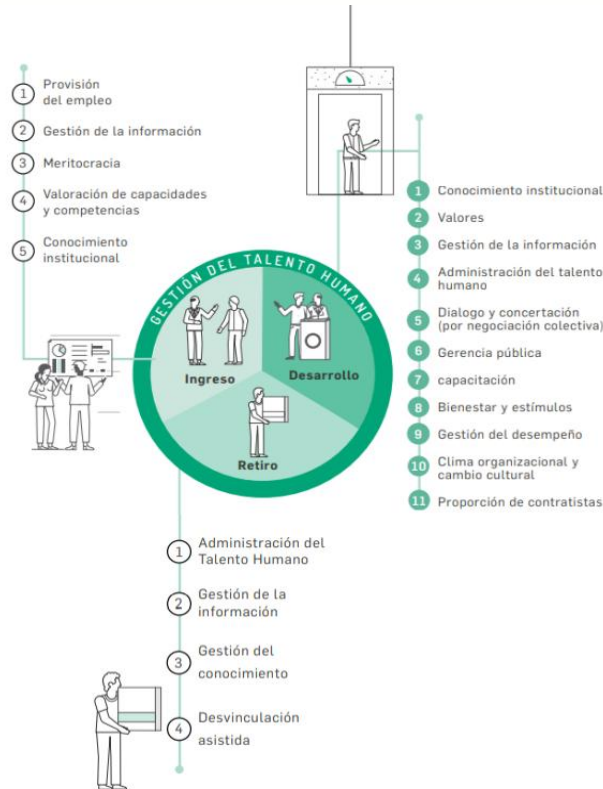 1 Provisión
del empleo
2 Gestión de la información
3 Meritocracia
4 Valoración de capacidades
y competencias
5 Conocimiento
institucional
GESTIÓN DEL TALENTO HUMANO
Ingreso
Desarrollo
Retiro
1 Conocimiento institucional
2 Valores
3 Gestión de la información
4 Administración del talento
humano
5 Dialogo y concertación
(por negociación colectiva)
6 Gerencia pública
7 capacitación
8 Bienestar y estímulos
9 Gestión del desempeño
10 Clima organizacional y
cambio cultural
11 Proporción de contratistas
1 Administración del
Talento Humano
2 Gestión de la
información
3 Gestión del
conocimiento
4 Desvinculación
asistida